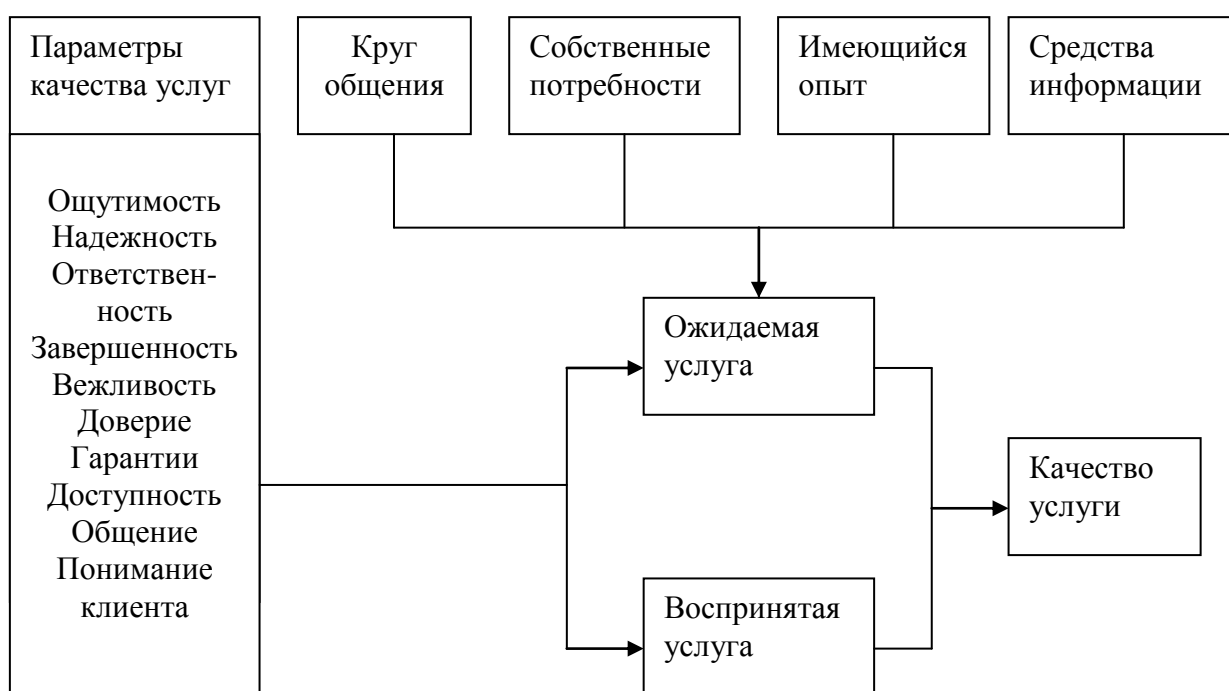 Параметры
качества услуг
Круг
общения
Собственные
потребности
Имеющийся
опыт
Средства
информации
Ощутимость
Надежность
Ответствен-
ность
Завершенность
Вежливость
Доверие
Гарантии
Доступность
Общение
Понимание
клиента
Ожидаемая
услуга
Воспринятая
услуга
Качество
услуги